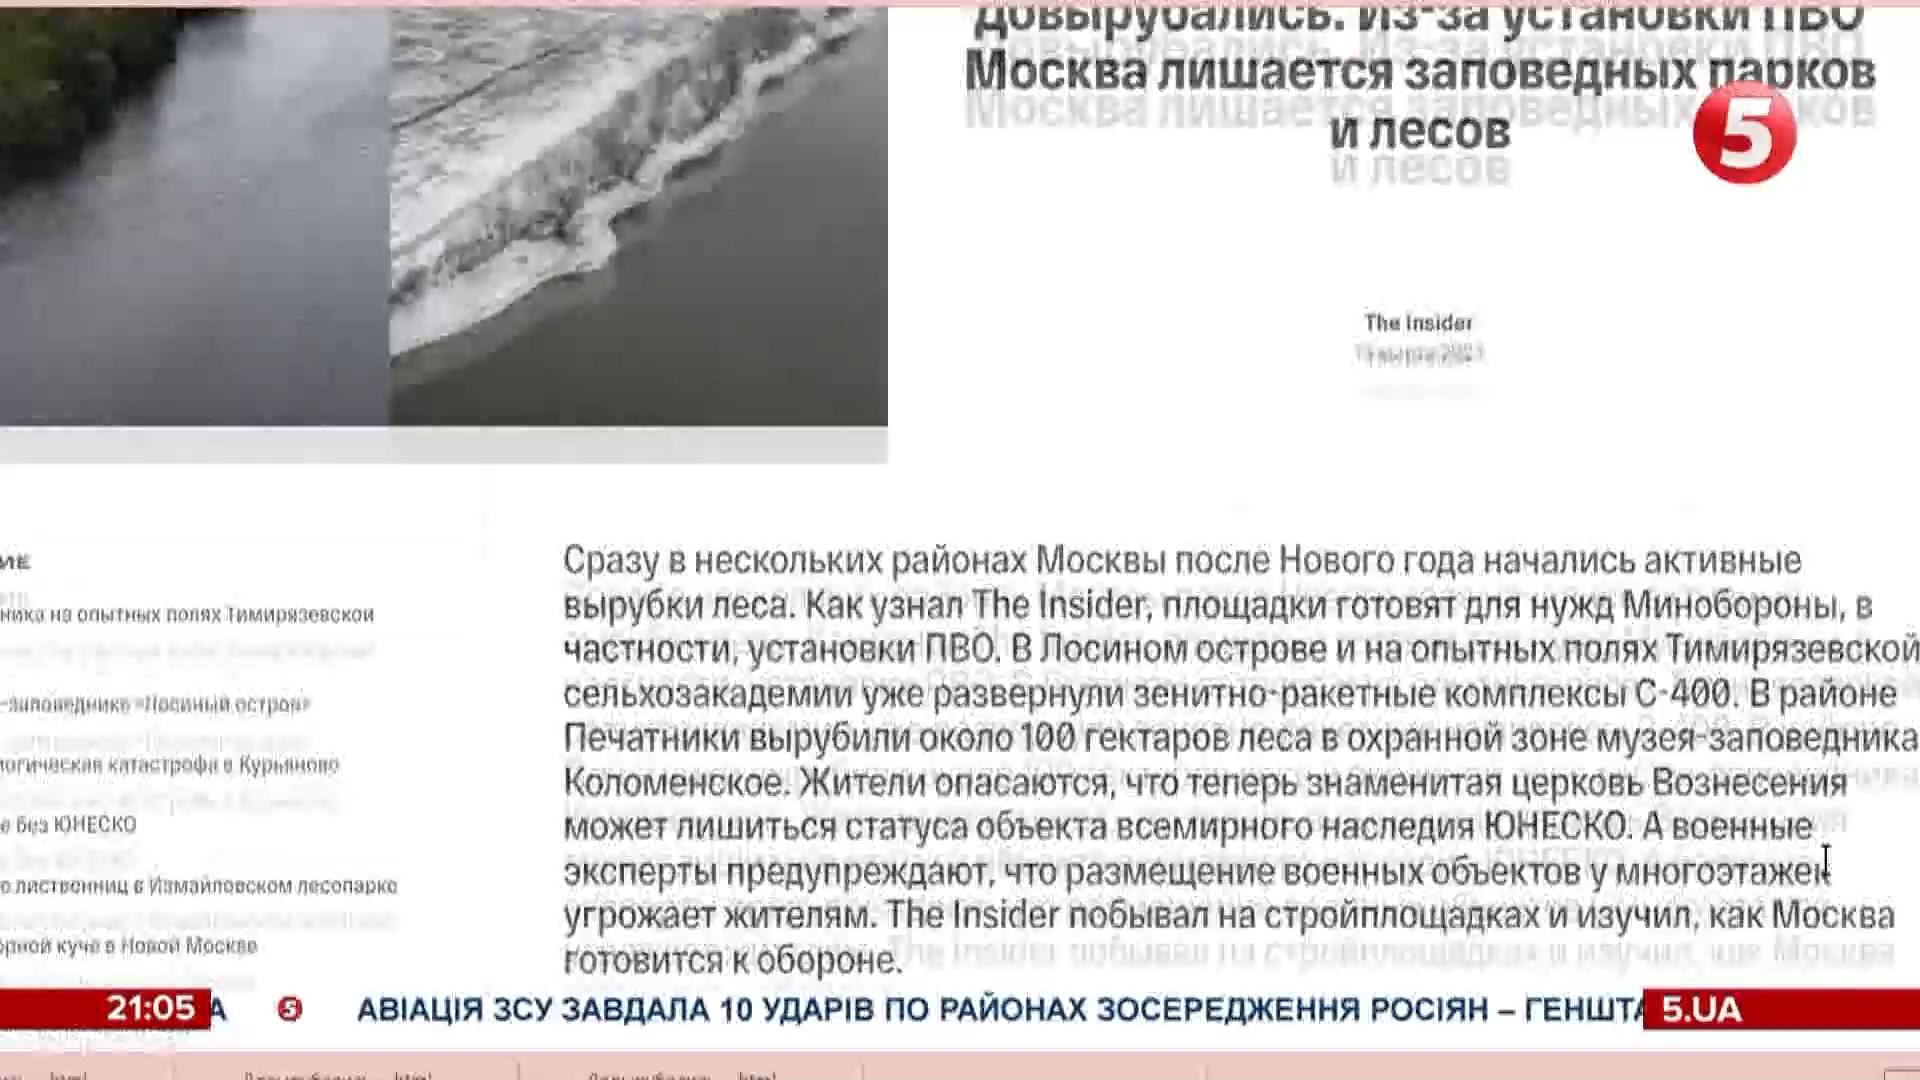 довырубались. Из-за установки ПВО
Москва лишается заповедных парков
и лесов
5
The Insider
ника на опытных полях Тимирязевской
-заповеднике «Лосиный остров»
логическая катастрофа в Курьяново
е без ЮНЕСКО
лиственниц в Измайловском лесопарке
орной куче в Новой Москве
Сразу в нескольких районах Москвы после Нового года начались активные
вырубки леса. Как узнал The Insider, площадки готовят для нужд Минобороны, в
частности, установки ПВО. В Лосином острове и на опытных полях Тимирязевской
сельхозакадемии уже развернули зенитно-ракетные комплексы С-400. В районе
Печатники вырубили около 100 гектаров леса в охранной зоне музея-заповедника
Коломенское. Жители опасаются, что теперь знаменитая церковь Вознесения
может лишиться статуса объекта всемирного наследия ЮНЕСКО. А военные
эксперты предупреждают, что размещение военных объектов у многоэтажек
угрожает жителям. The Insider побывал на стройплощадках и изучил, как Москва
готовится к обороне.
21:05 А 5 АВІАЦІЯ ЗСУ ЗАВДАЛА 10 УДАРІВ ПО РАЙОНАХ ЗОСЕРЕДЖЕННЯ РОСІЯН – ГЕНШТА 5.UA